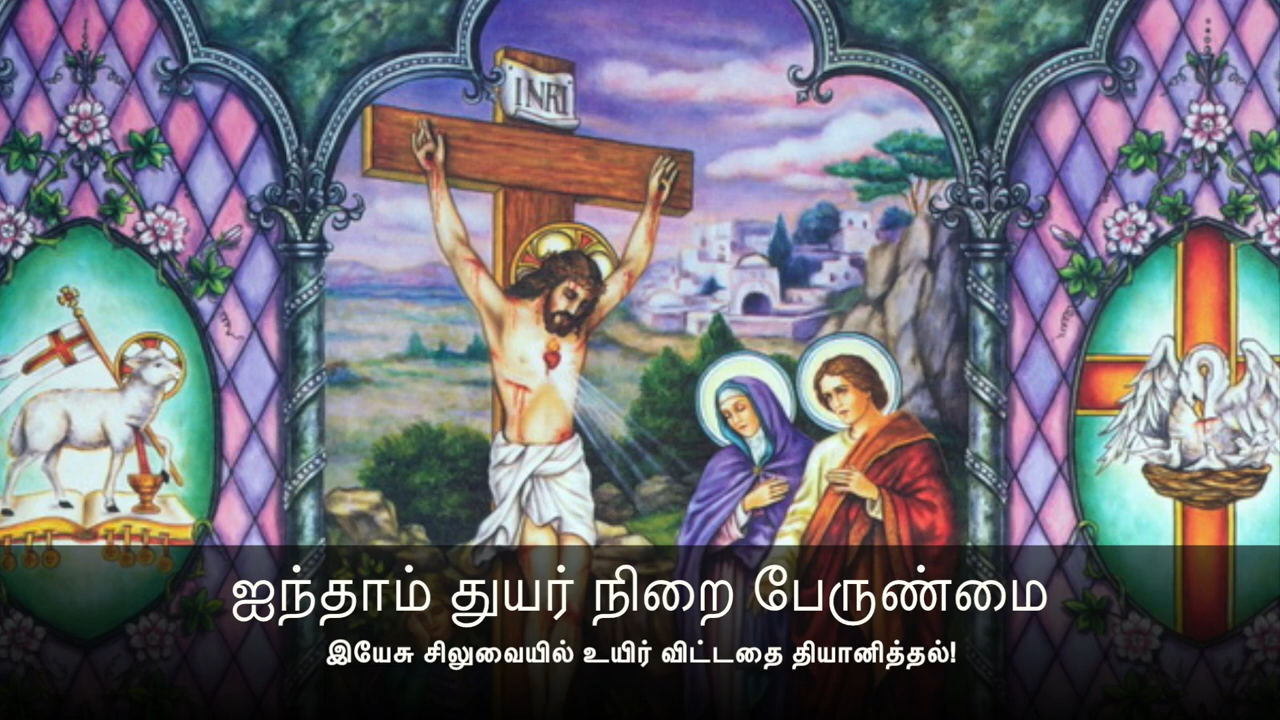 INRI
ஐந்தாம் துயர் நிறை பேருண்மை
இயேசு சிலுவையில் உயிர் விட்டதை தியானித்தல்!